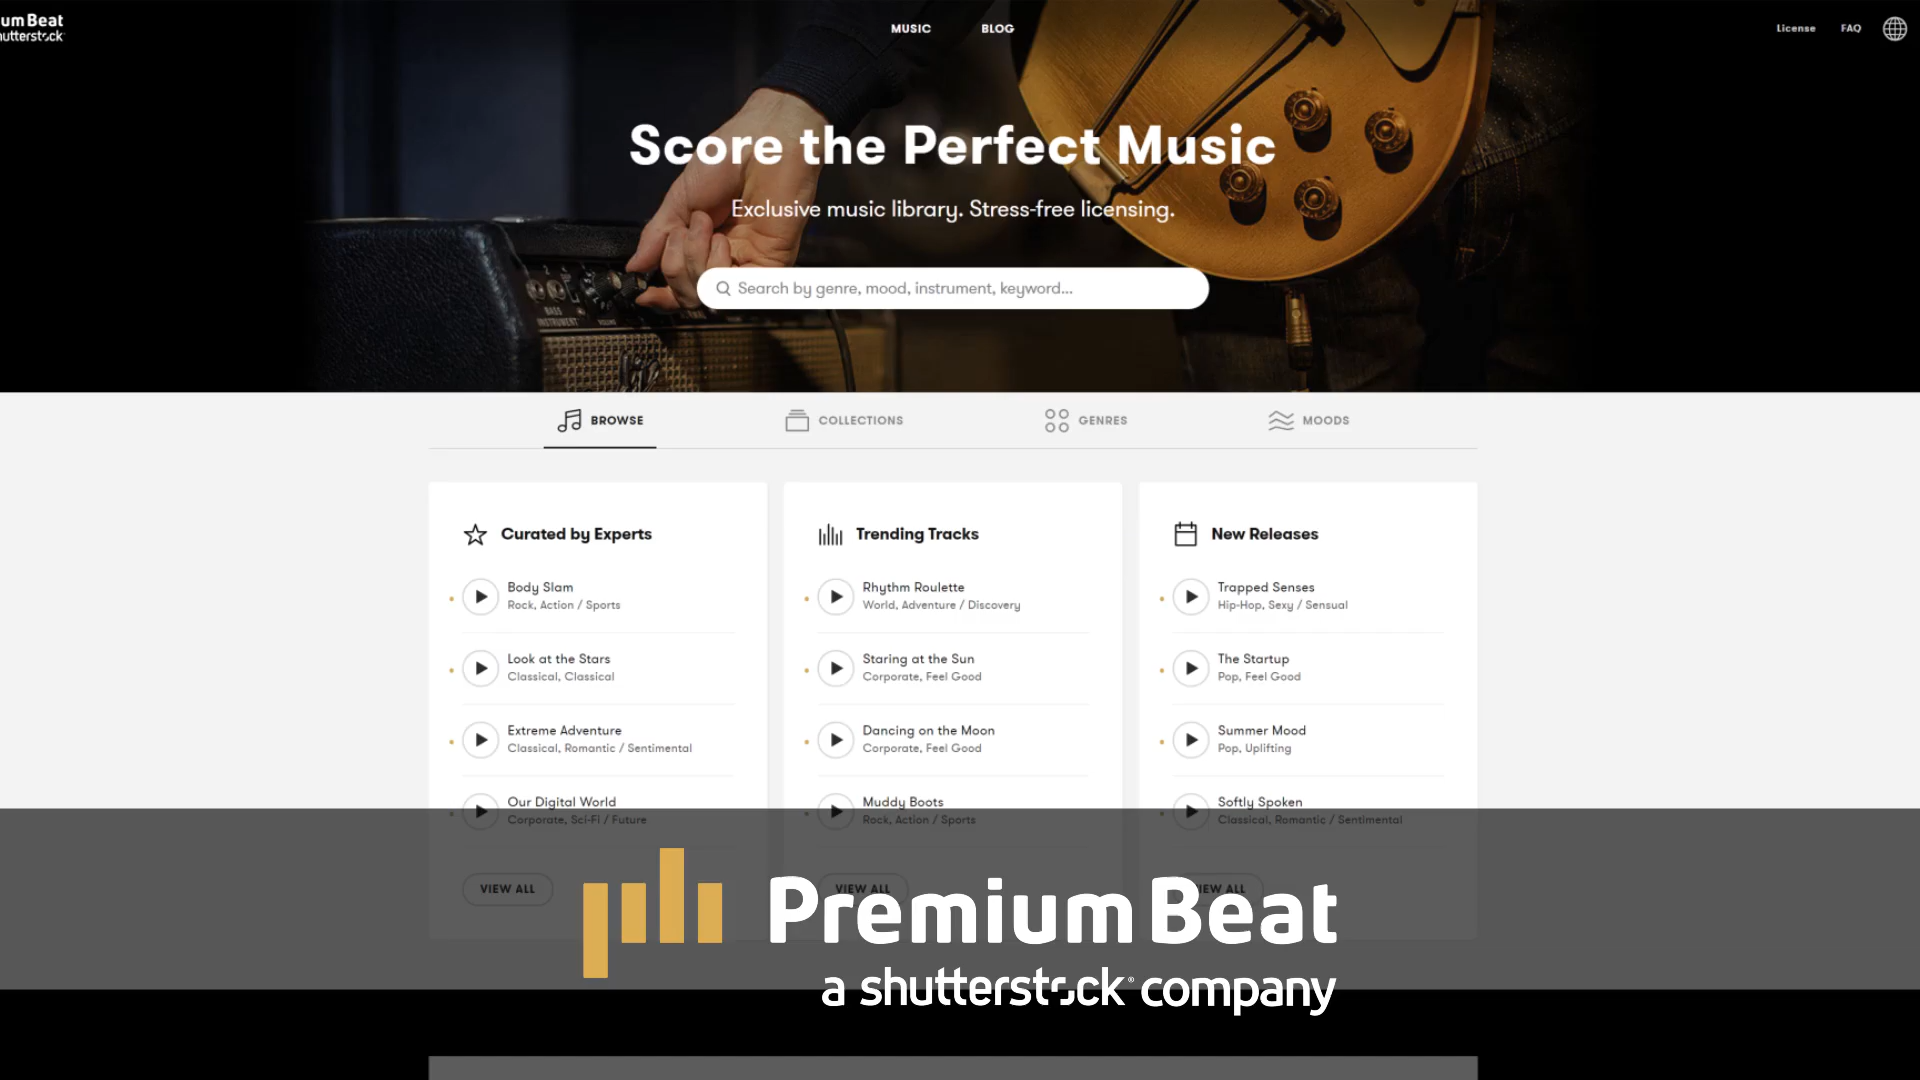 um Beat
utterstock
MUSIC
BLOG
License
FAQ
Score the Perfect Music
Exclusive music library. Stress-free licensing.
Search by genre, mood, instrument, keyword...
BROWSE
COLLECTIONS
GENRES
MOODS
Curated by Experts
Body Slam
Rock, Action / Sports
Look at the Stars
Classical, Classical
Extreme Adventure
Classical, Romantic / Sentimental
Our Digital World
Corporate, Sci-Fi / Future
VIEW ALL
Trending Tracks
Rhythm Roulette
World, Adventure / Discovery
Staring at the Sun
Corporate, Feel Good
Dancing on the Moon
Corporate, Feel Good
Muddy Boots
Rock, Action / Sports
VIEW ALL
New Releases
Trapped Senses
Hip-Hop, Sexy / Sensual
The Startup
Pop, Feel Good
Summer Mood
Pop, Uplifting
Softly Spoken
Classical, Romantic / Sentimental
VIEW ALL
Premium Beat
a shutterstock® company